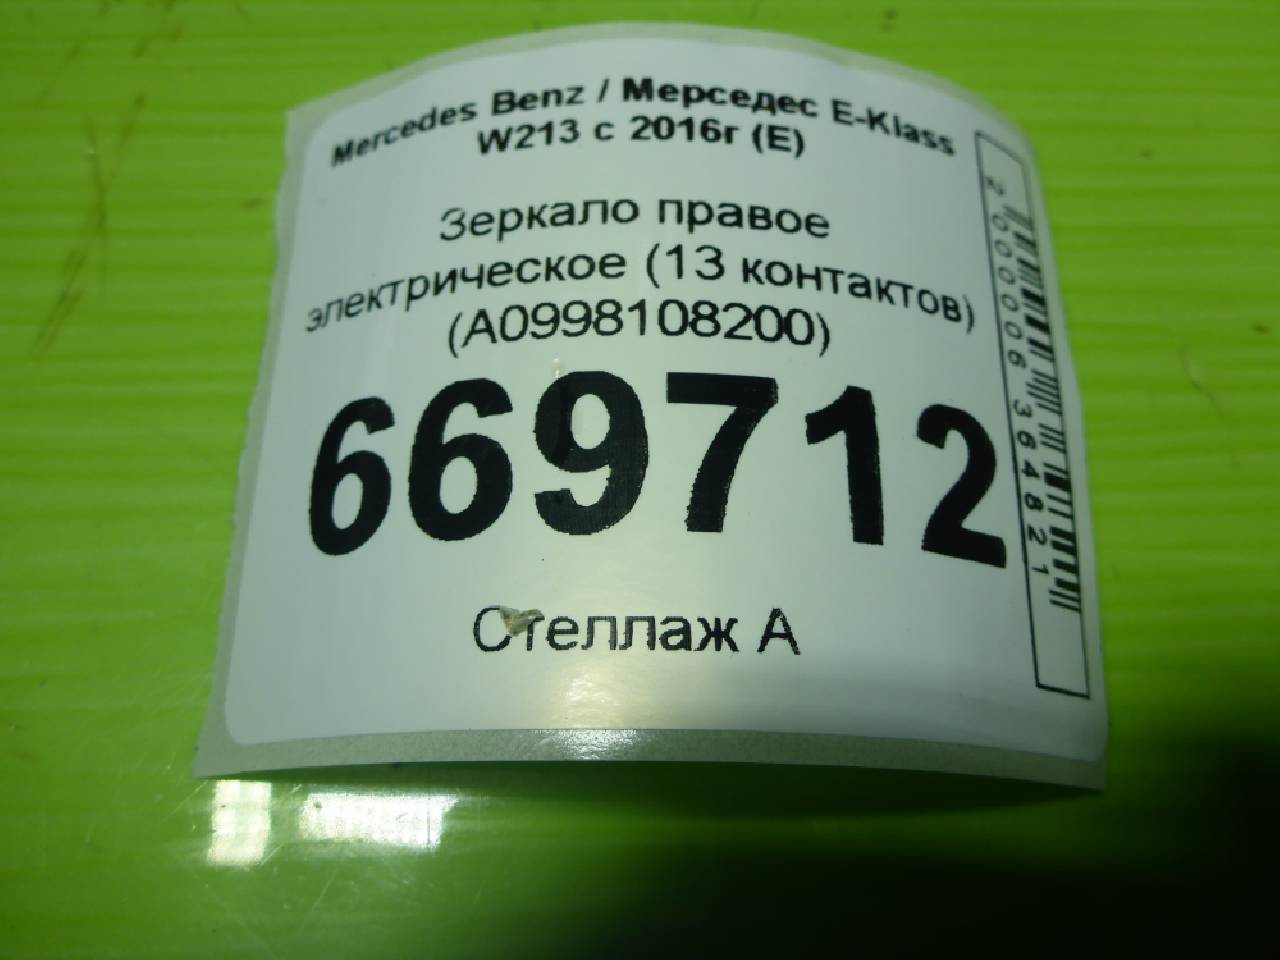 Mercedes Benz / Мерседес E-Klass
W213 с 2016г (E)
Зеркало правое
электрическое (13 контактов)
(A0998108200)
669712
Стеллаж А
2000006364821